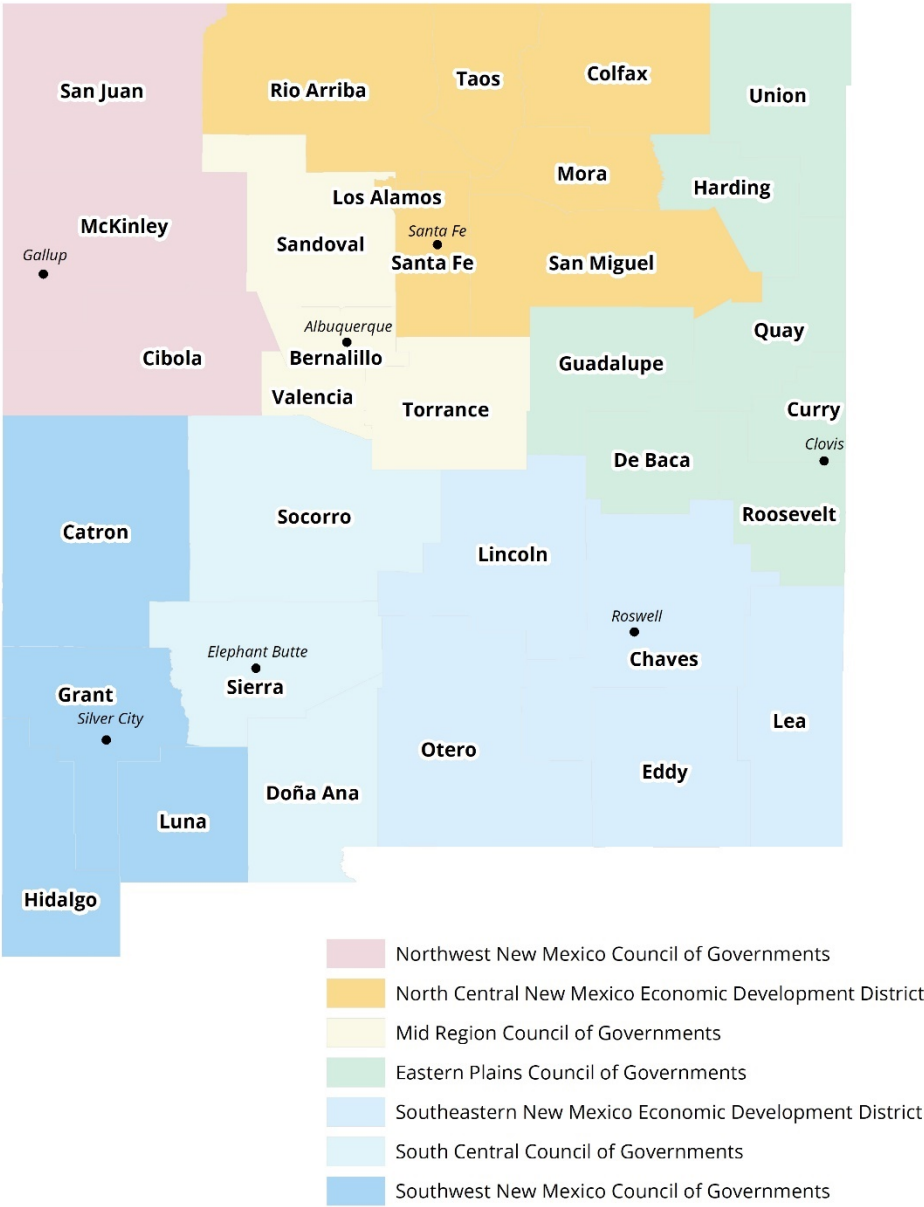 San Juan
Rio Arriba
Taos
Colfax
Union
Mora
Harding
Los Alamos
McKinley
Sandoval
Santa Fe
Gallup
Santa Fe
San Miguel
Albuquerque
Quay
Cibola
Bernalillo
Guadalupe
Valencia
Torrance
Curry
Clovis
De Baca
Socorro
Roosevelt
Catron
Lincoln
Roswell
Elephant Butte
Chaves
Sierra
Grant
Silver City
Lea
Otero
Eddy
Doña Ana
Luna
Hidalgo
Northwest New Mexico Council of Governments
North Central New Mexico Economic Development District
Mid Region Council of Governments
Eastern Plains Council of Governments
Southeastern New Mexico Economic Development District
South Central Council of Governments
Southwest New Mexico Council of Governments